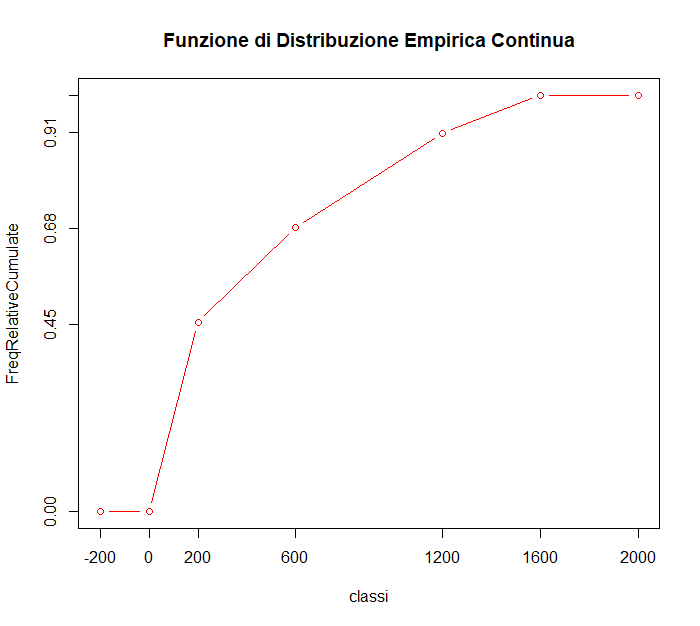 Funzione di Distribuzione Empirica Continua
FreqRelativeCumulate
0.91
0.68
0.45
0.00
-200 0 200 600 1200 1600 2000
classi